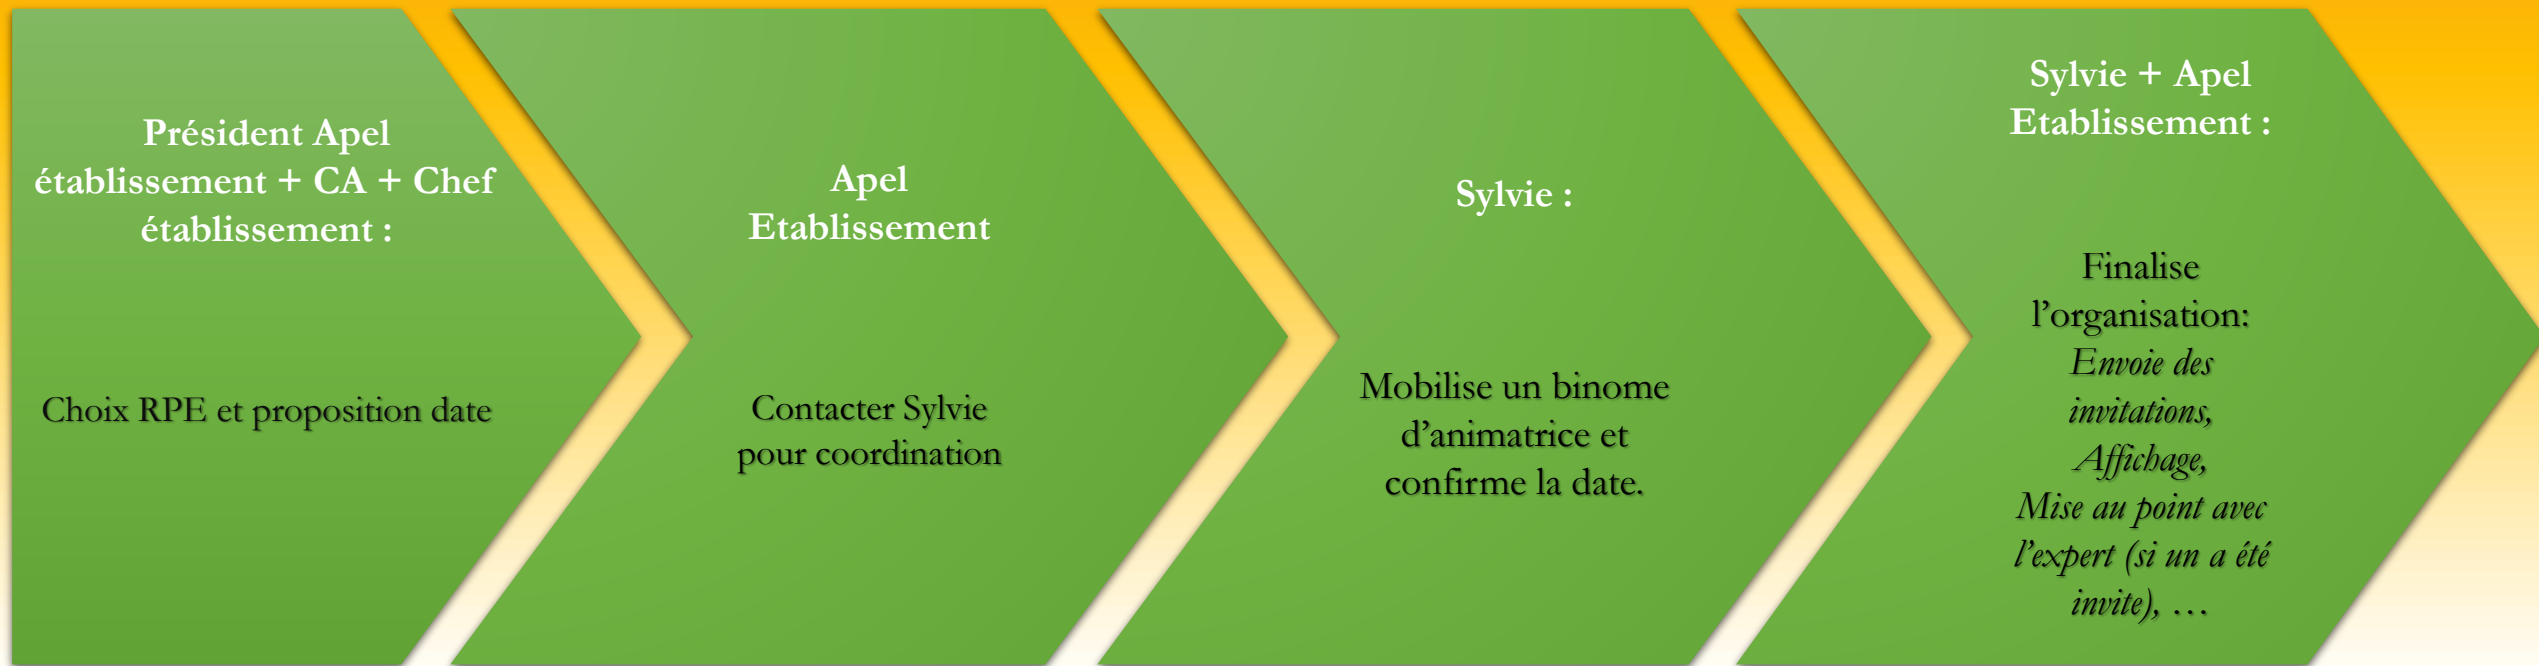 Président Apel
établissement + CA + Chef
établissement :
Choix RPE et proposition date
Apel
Etablissement
Contacter Sylvie
pour coordination
Sylvie :
Mobilise un binome
d’animatrice et
confirme la date.
Sylvie + Apel
Etablissement :
Finalise
l’organisation:
Envoie des
invitations,
Affichage,
Mise au point avec
l’expert (si un a été
invite), …